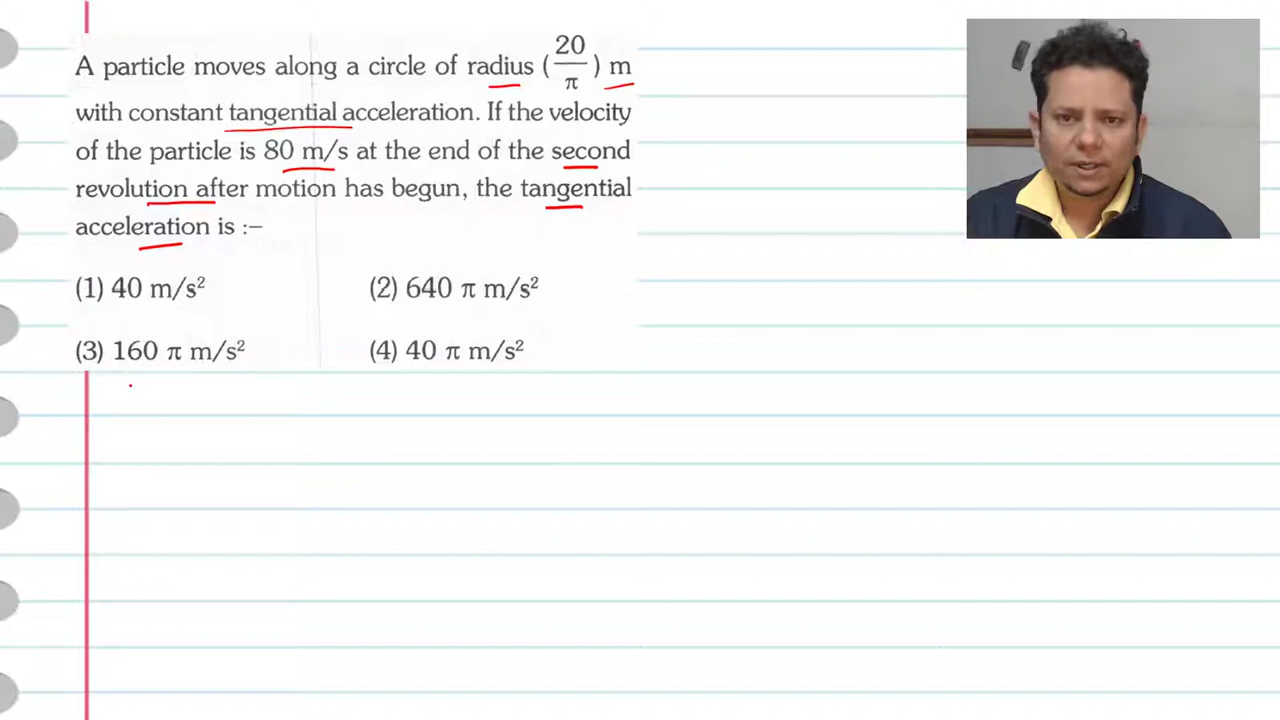 A particle moves along a circle of radius (20/π) m
with constant tangential acceleration. If the velocity
of the particle is 80 m/s at the end of the second
revolution after motion has begun, the tangential
acceleration is :–
(1) 40 m/s² (2) 640 π m/s²
(3) 160 π m/s² (4) 40 π m/s²